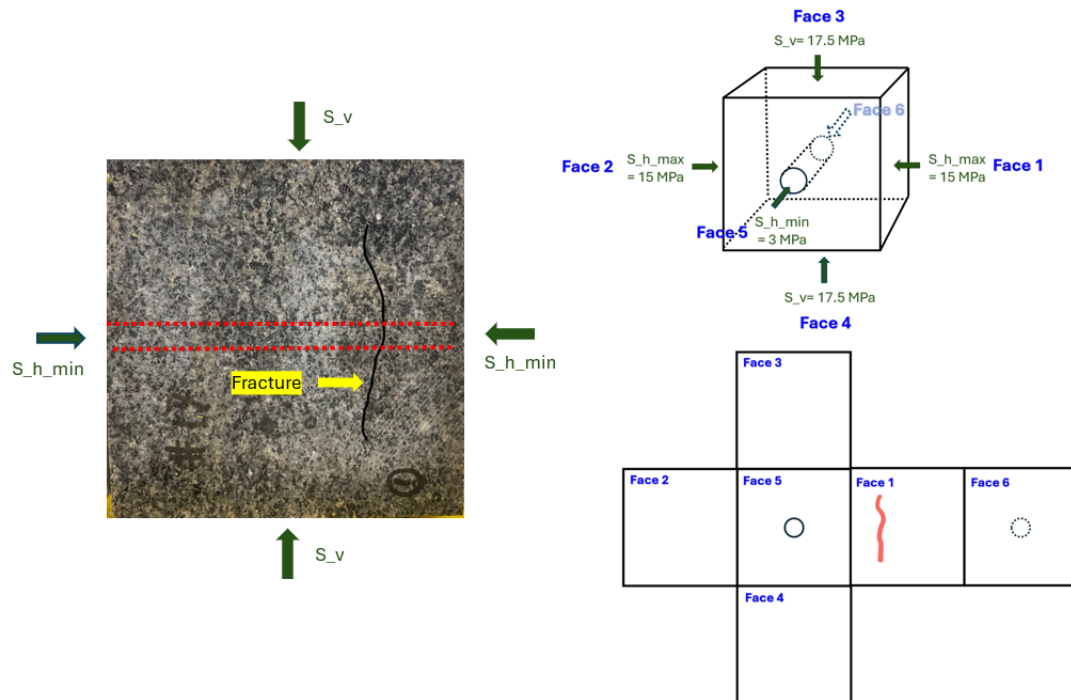 S_v
S_h_min
S_h_min
Fracture
S_v
Face 3
S_v= 17.5 MPa
Face 6
Face 2
S_h_max
= 15 MPa
S_h_max
= 15 MPa
Face 1
Face 5
S_h_min
= 3 MPa
S_v= 17.5 MPa
Face 4
Face 3
Face 2
Face 5
Face 1
Face 6
Face 4